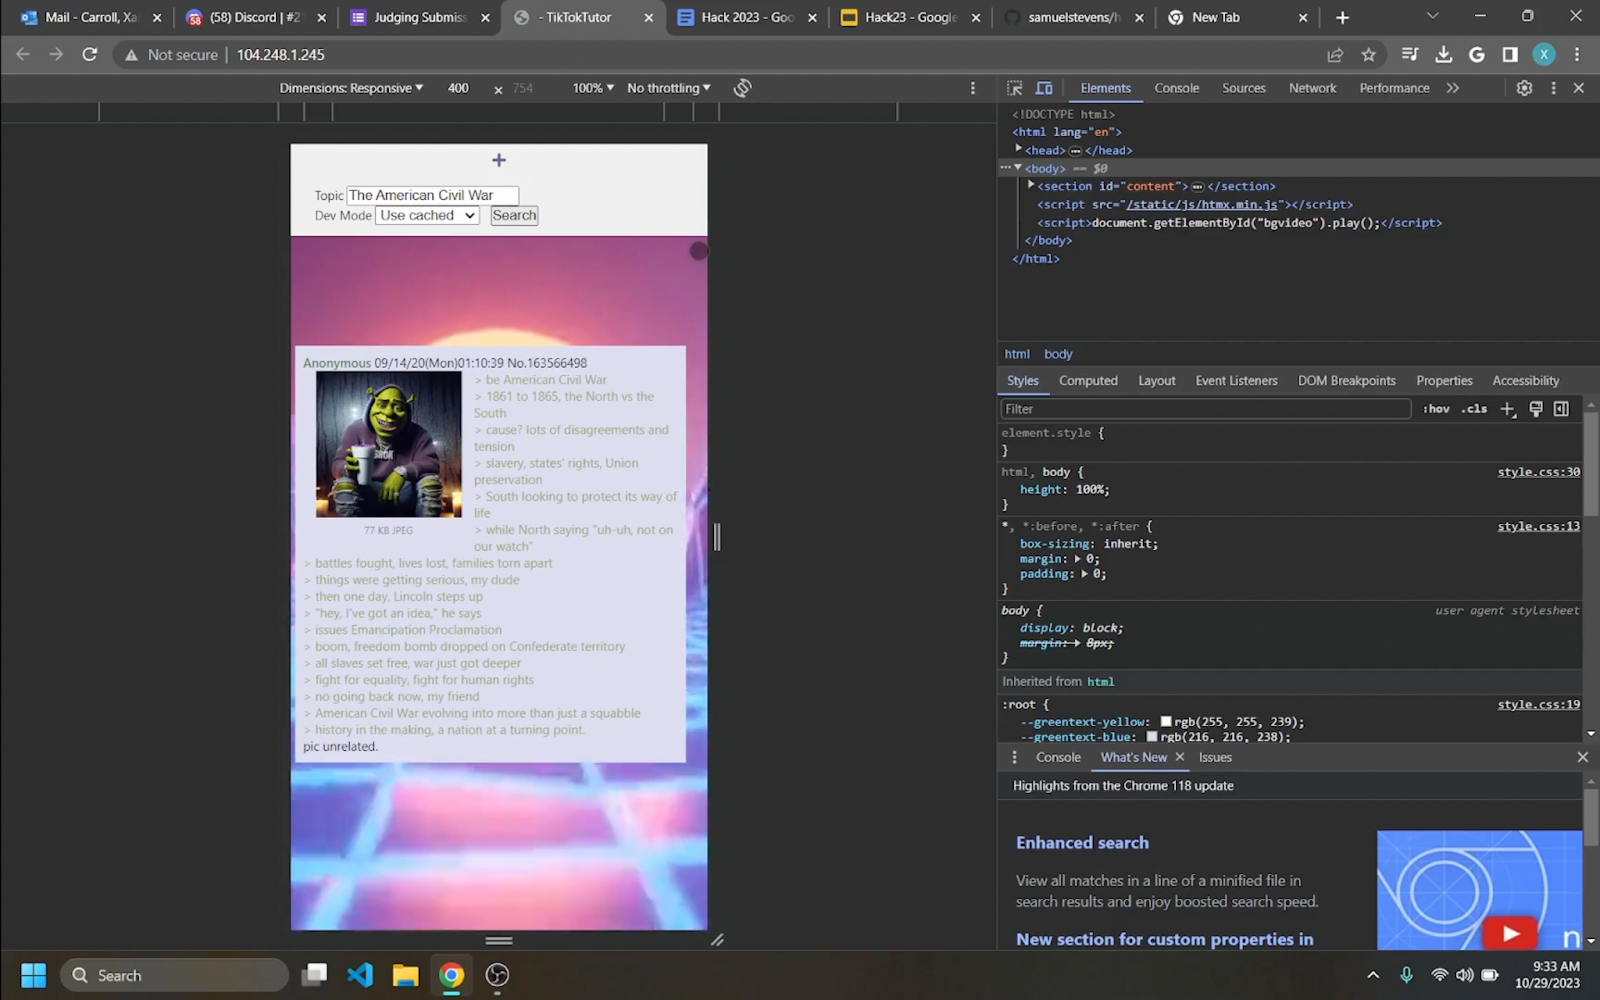 Mail - Carroll, Xa
(58) Discord | #2
Judging Submiss
- TikTokTutor
Hack 2023 - Goo
Hack23 - Google
samuelstevens/h
New Tab
Not secure | 104.248.1.245
Dimensions: Responsive 400 x 754 100% No throttling
Elements Console Sources Network Performance
<!DOCTYPE html>
<html lang="en">
<head> </head>
<body> == $0
<section id="content"> </section>
<script src="/static/js/htmx.min.js"></script>
<script>document.getElementById("bgvideo").play();</script>
</body>
</html>
html body
Styles Computed Layout Event Listeners DOM Breakpoints Properties Accessibility
Filter :hov .cls
element.style {
}
html, body { style.css:30
height: 100%;
}
*, *:before, *:after { style.css:13
box-sizing: inherit;
margin: 0;
padding: 0;
}
body { user agent stylesheet
display: block;
margin: 8px;
}
Inherited from html
:root { style.css:19
--greentext-yellow: rgb(255, 255, 239);
--greentext-blue: rgb(216, 216, 238);
Console What's New Issues
Highlights from the Chrome 118 update
Enhanced search
View all matches in a line of a minified file in
search results and enjoy boosted search speed.
New section for custom properties in
+
Topic The American Civil War
Dev Mode Use cached Search
Anonymous 09/14/20(Mon)01:10:39 No.163566498
> be American Civil War
> 1861 to 1865, the North vs the
South
> cause? lots of disagreements and
tension
> slavery, states' rights, Union
preservation
> South looking to protect its way of
life
> while North saying "uh-uh, not on
our watch"
77 KB JPEG
> battles fought, lives lost, families torn apart
> things were getting serious, my dude
> then one day, Lincoln steps up
> "hey, I've got an idea," he says
> issues Emancipation Proclamation
> boom, freedom bomb dropped on Confederate territory
> all slaves set free, war just got deeper
> fight for equality, fight for human rights
> no going back now, my friend
> American Civil War evolving into more than just a squabble
> history in the making, a nation at a turning point.
pic unrelated.
Search
9:33 AM
10/29/2023